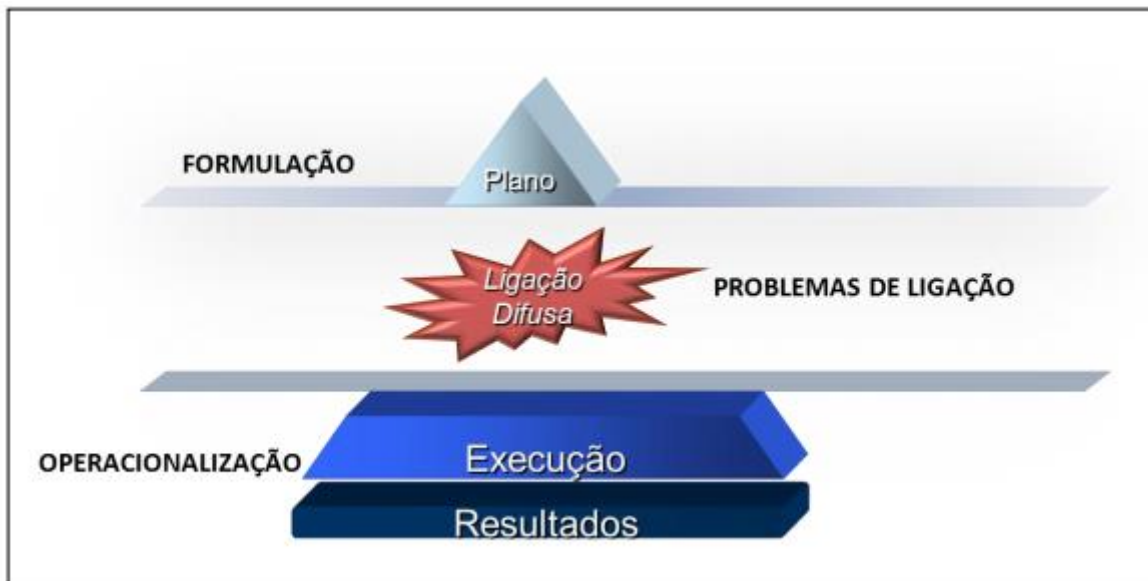 FORMULAÇÃO
Plano
Ligação
Difusa
PROBLEMAS DE LIGAÇÃO
OPERACIONALIZAÇÃO
Execução
Resultados